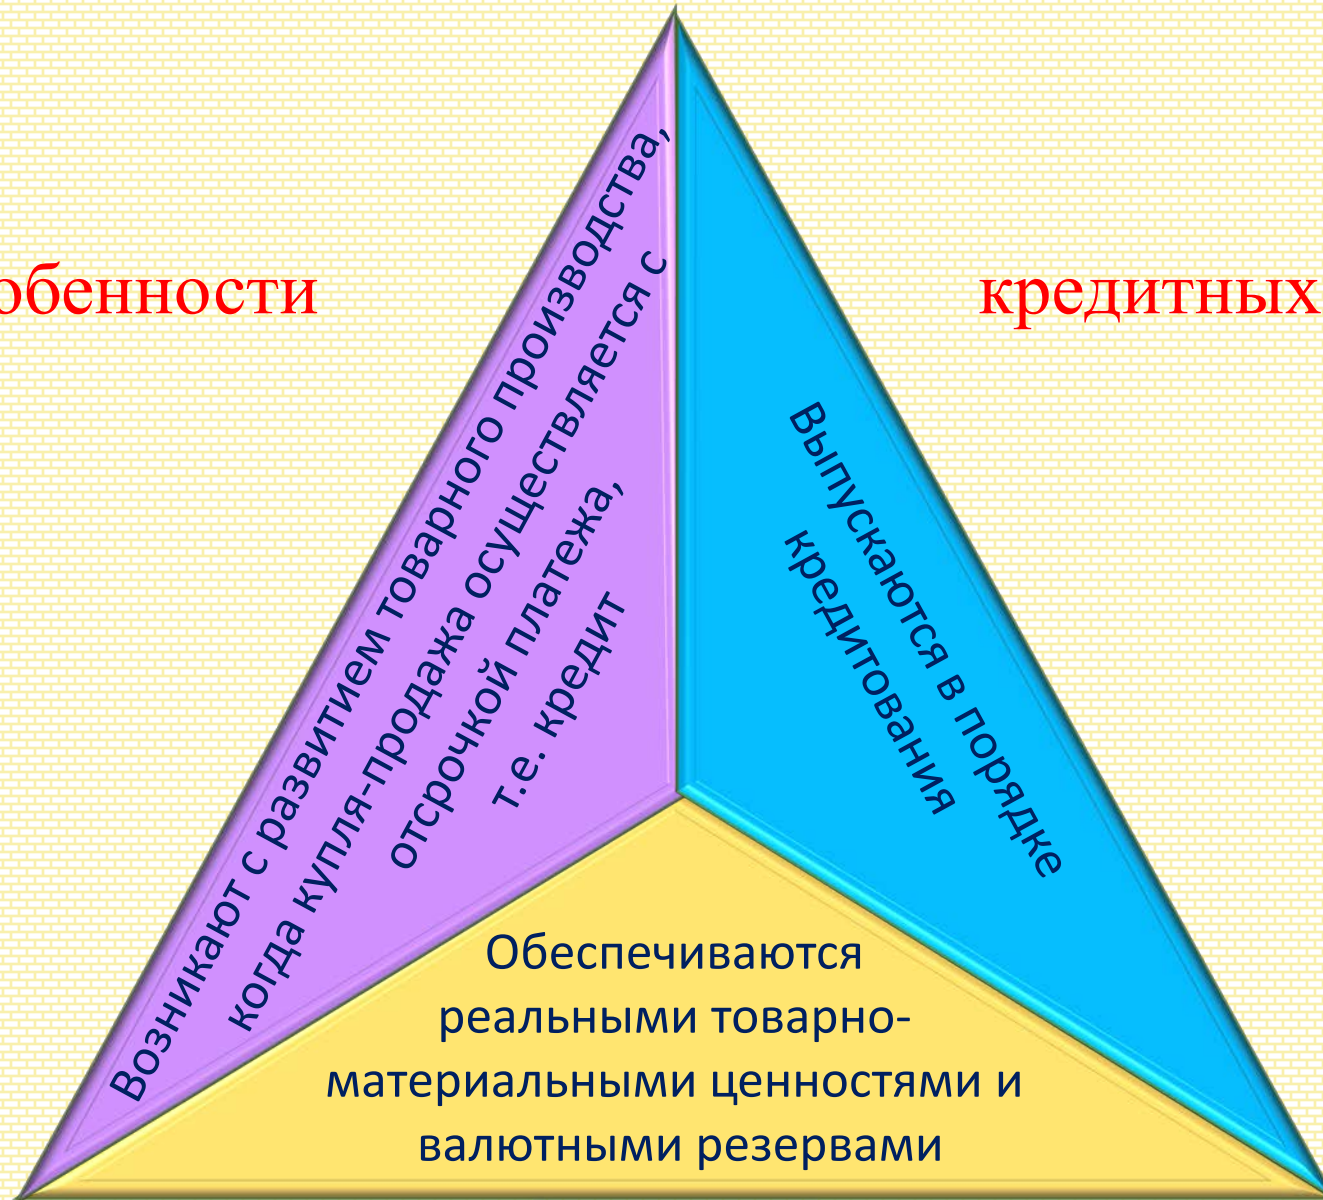 обенности
кредитных
Возникают с развитием товарного производства,
когда купля-продажа осуществляется с
отсрочкой платежа,
т.е. кредит
Выпускаются в порядке
кредитования
Обеспечиваются
реальными товарно-
материальными ценностями и
валютными резервами